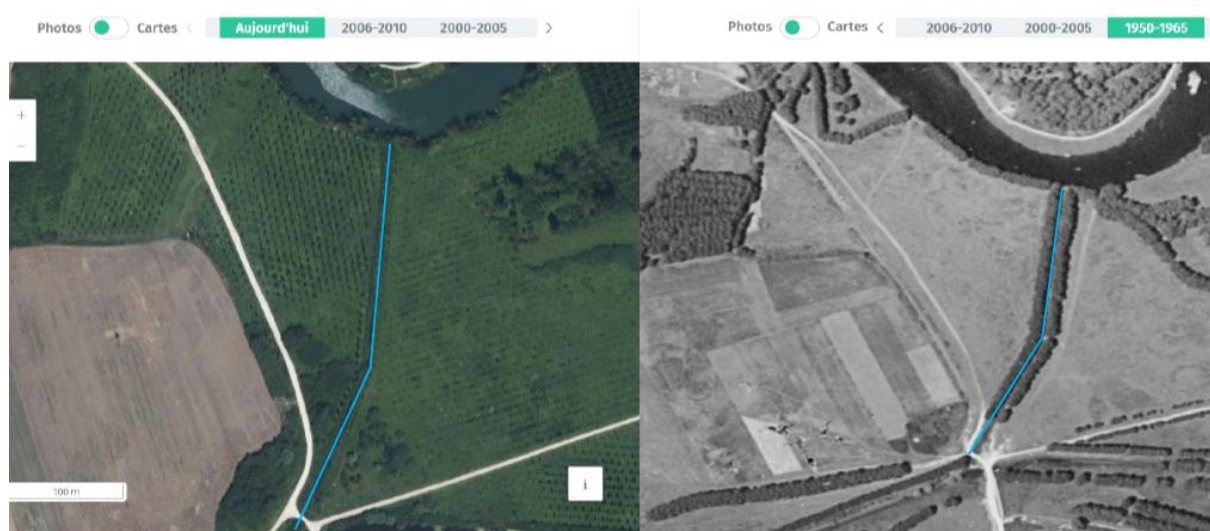 Photos Cartes < Aujourd'hui 2006-2010 2000-2005 >
Photos Cartes < 2006-2010 2000-2005 1950-1965
+
−
100 m
i